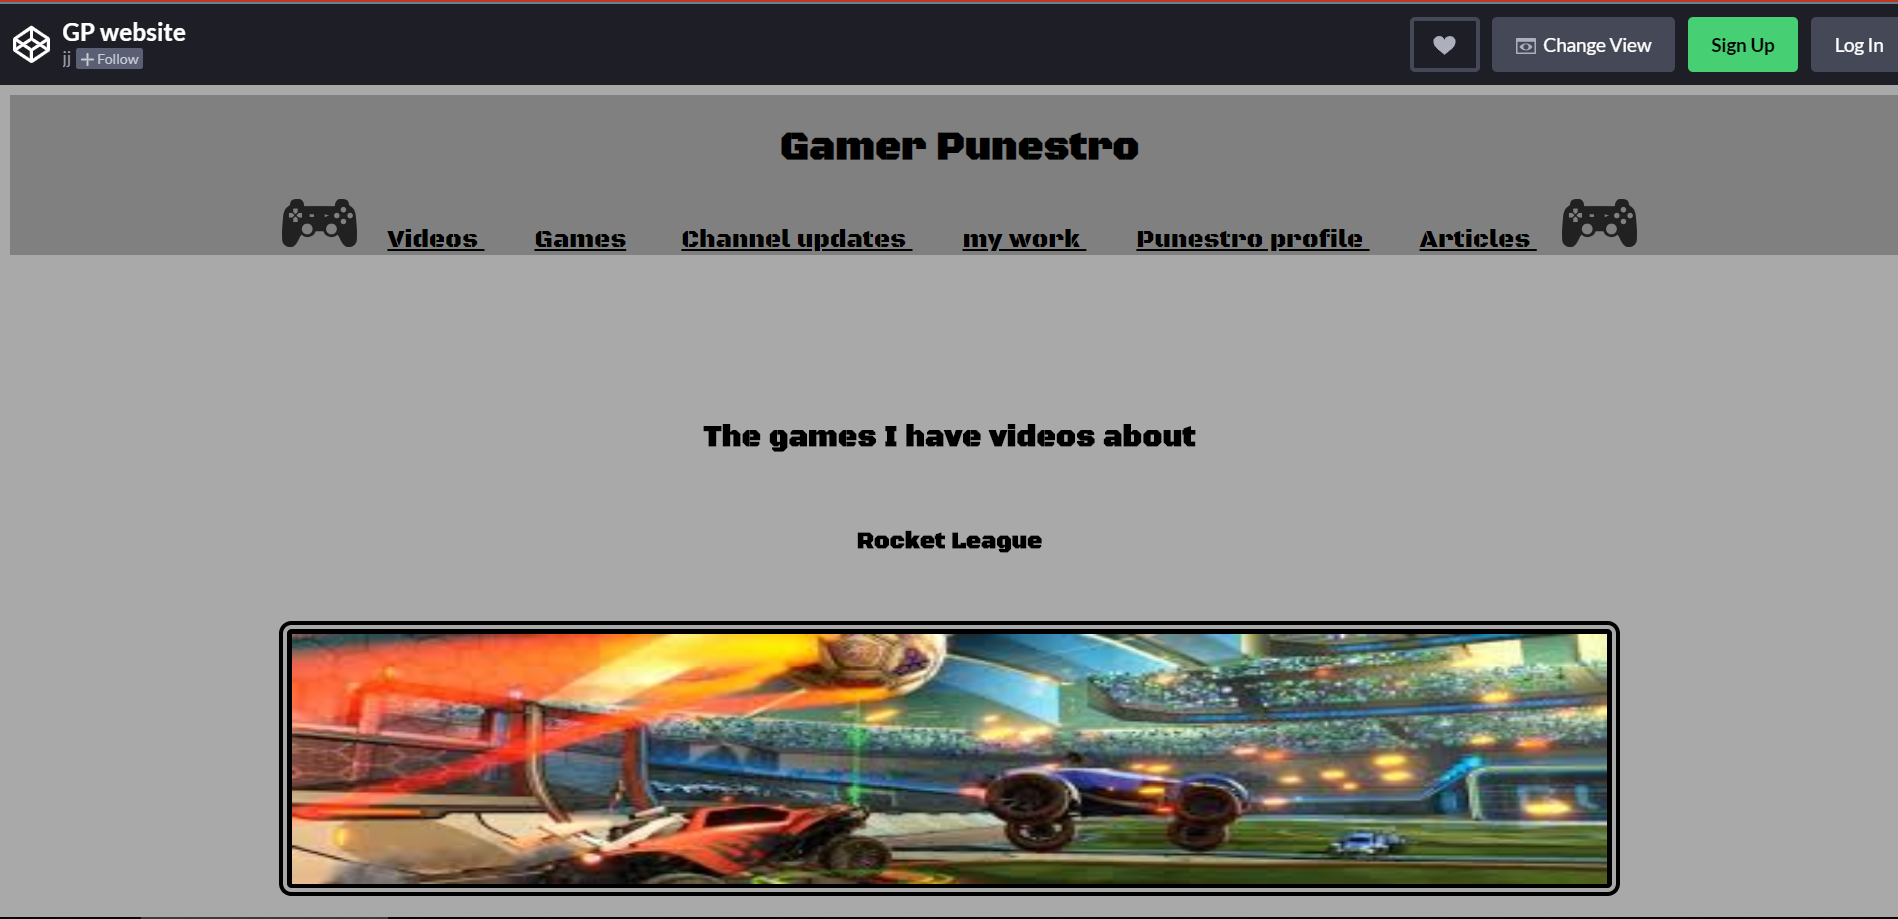 GP website
jj + Follow
Change View
Sign Up
Log In
Gamer Punestro
Videos Games Channel updates my work Punestro profile Articles
The games I have videos about
Rocket League